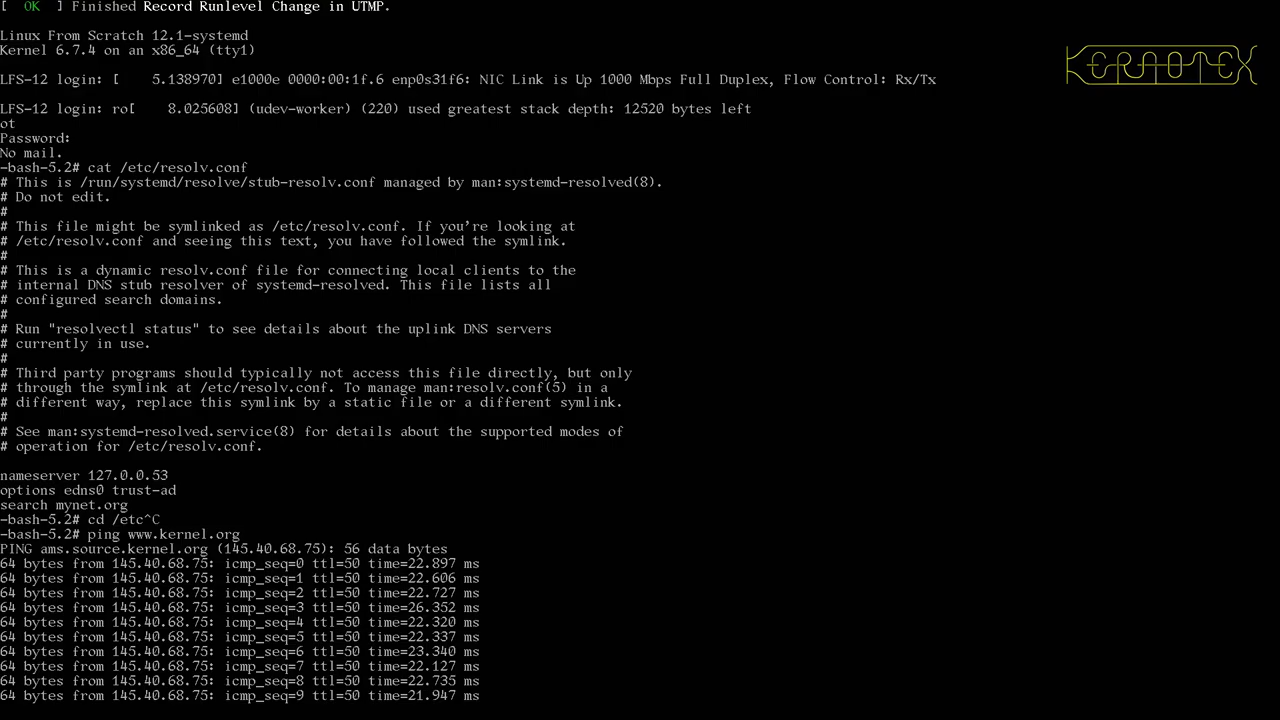 [  OK  ] Finished Record Runlevel Change in UTMP.
Linux From Scratch 12.1-systemd
Kernel 6.7.4 on an x86_64 (tty1)
KERAOTEX
LFS-12 login: [    5.138970] e1000e 0000:00:1f.6 enp0s31f6: NIC Link is Up 1000 Mbps Full Duplex, Flow Control: Rx/Tx
LFS-12 login: ro[    8.025608] (udev-worker) (220) used greatest stack depth: 12520 bytes left
ot
Password:
No mail.
-bash-5.2# cat /etc/resolv.conf
# This is /run/systemd/resolve/stub-resolv.conf managed by man:systemd-resolved(8).
# Do not edit.
#
# This file might be symlinked as /etc/resolv.conf. If you’re looking at
# /etc/resolv.conf and seeing this text, you have followed the symlink.
#
# This is a dynamic resolv.conf file for connecting local clients to the
# internal DNS stub resolver of systemd-resolved. This file lists all
# configured search domains.
#
# Run "resolvectl status" to see details about the uplink DNS servers
# currently in use.
#
# Third party programs should typically not access this file directly, but only
# through the symlink at /etc/resolv.conf. To manage man:resolv.conf(5) in a
# different way, replace this symlink by a static file or a different symlink.
#
# See man:systemd-resolved.service(8) for details about the supported modes of
# operation for /etc/resolv.conf.
nameserver 127.0.0.53
options edns0 trust-ad
search mynet.org
-bash-5.2# cd /etc^C
-bash-5.2# ping www.kernel.org
PING ams.source.kernel.org (145.40.68.75): 56 data bytes
64 bytes from 145.40.68.75: icmp_seq=0 ttl=50 time=22.897 ms
64 bytes from 145.40.68.75: icmp_seq=1 ttl=50 time=22.606 ms
64 bytes from 145.40.68.75: icmp_seq=2 ttl=50 time=22.727 ms
64 bytes from 145.40.68.75: icmp_seq=3 ttl=50 time=26.352 ms
64 bytes from 145.40.68.75: icmp_seq=4 ttl=50 time=22.320 ms
64 bytes from 145.40.68.75: icmp_seq=5 ttl=50 time=22.337 ms
64 bytes from 145.40.68.75: icmp_seq=6 ttl=50 time=23.340 ms
64 bytes from 145.40.68.75: icmp_seq=7 ttl=50 time=22.127 ms
64 bytes from 145.40.68.75: icmp_seq=8 ttl=50 time=22.735 ms
64 bytes from 145.40.68.75: icmp_seq=9 ttl=50 time=21.947 ms